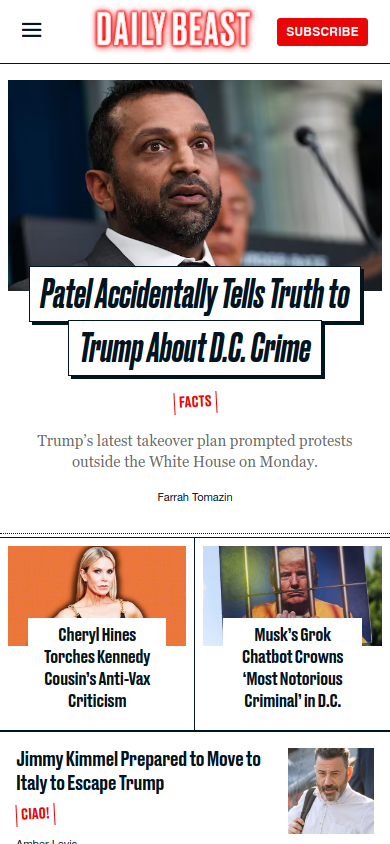 DAILY BEAST
SUBSCRIBE
Patel Accidentally Tells Truth to
Trump About D.C. Crime
FACTS
Trump’s latest takeover plan prompted protests
outside the White House on Monday.
Farrah Tomazin
Cheryl Hines
Torches Kennedy
Cousin’s Anti-Vax
Criticism
Musk’s Grok
Chatbot Crowns
‘Most Notorious
Criminal’ in D.C.
Jimmy Kimmel Prepared to Move to
Italy to Escape Trump
CIAO!
Amber Lewis